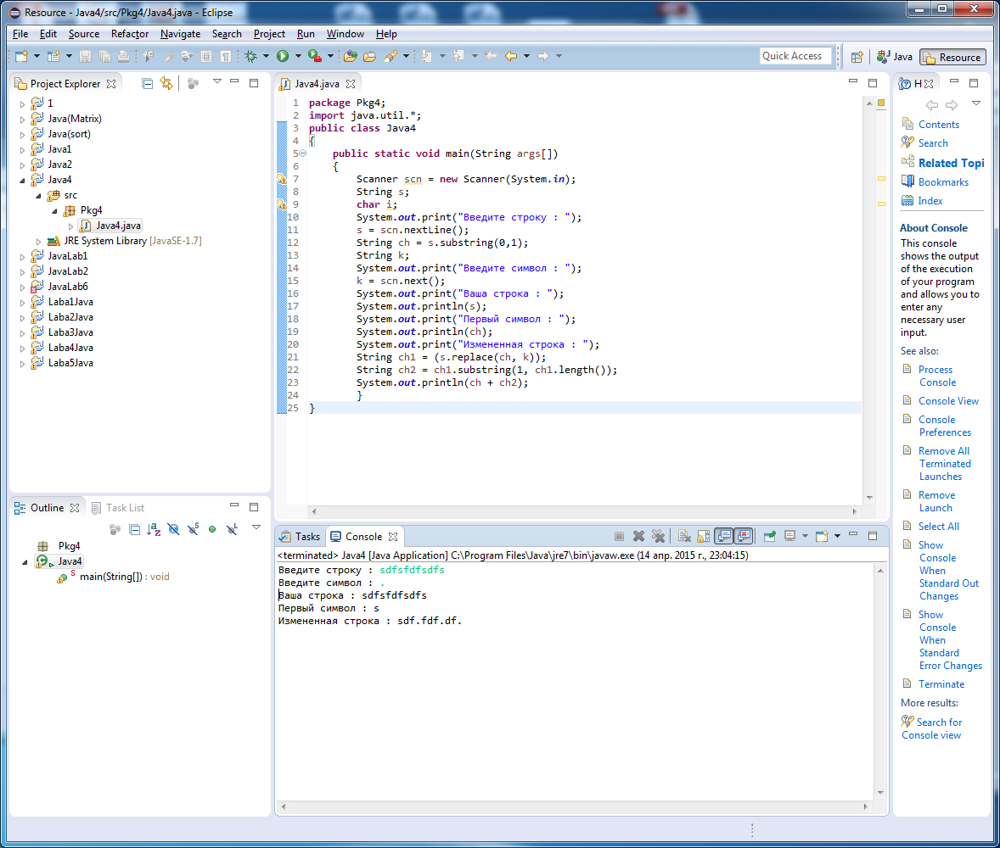 Resource - Java4/src/Pkg4/Java4.java - Eclipse
File Edit Source Refactor Navigate Search Project Run Window Help
Quick Access
Java
Resource
Project Explorer
1
Java(Matrix)
Java(sort)
Java1
Java2
Java4
src
Pkg4
Java4.java
JRE System Library [JavaSE-1.7]
JavaLab1
JavaLab2
JavaLab6
Laba1Java
Laba2Java
Laba3Java
Laba4Java
Laba5Java
Outline
Task List
Pkg4
Java4
main(String[]) : void
Java4.java
1 package Pkg4;
2 import java.util.*;
3 public class Java4
4 {
5 public static void main(String args[])
6 {
7 Scanner scn = new Scanner(System.in);
8 String s;
9 char i;
10 System.out.print("Введите строку : ");
11 s = scn.nextLine();
12 String ch = s.substring(0,1);
13 String k;
14 System.out.print("Введите символ : ");
15 k = scn.next();
16 System.out.print("Ваша строка : ");
17 System.out.println(s);
18 System.out.print("Первый символ : ");
19 System.out.println(ch);
20 System.out.print("Измененная строка : ");
21 String ch1 = (s.replace(ch, k));
22 String ch2 = ch1.substring(1, ch1.length());
23 System.out.println(ch + ch2);
24 }
25 }
Tasks
Console
<terminated> Java4 [Java Application] C:\Program Files\Java\jre7\bin\javaw.exe (14 апр. 2015 г., 23:04:15)
Введите строку : sdfsfdfsdfs
Введите символ : .
Ваша строка : sdfsfdfsdfs
Первый символ : s
Измененная строка : sdf.fdf.df.
H
Contents
Search
Related Topi
Bookmarks
Index
About Console
This console
shows the output
of the execution
of your program
and allows you to
enter any
necessary user
input.
See also:
Process
Console
Console View
Console
Preferences
Remove All
Terminated
Launches
Remove
Launch
Select All
Show
Console
When
Standard Out
Changes
Show
Console
When
Standard
Error Changes
Terminate
More results:
Search for
Console view